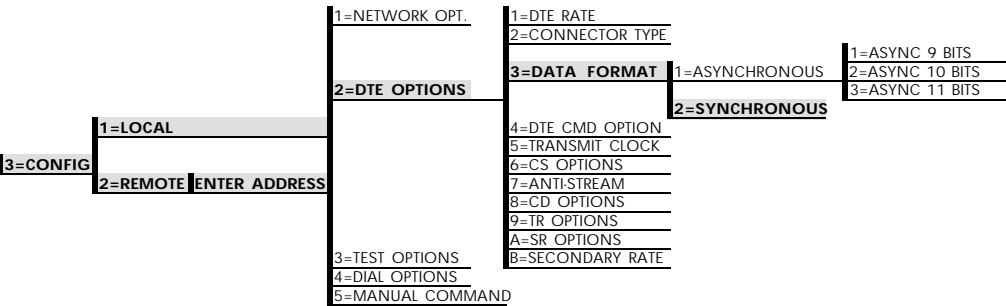 1=NETWORK OPT.
1=DTE RATE
2=CONNECTOR TYPE
1=ASYNC 9 BITS
3=DATA FORMAT
1=ASYNCHRONOUS
2=ASYNC 10 BITS
2=DTE OPTIONS
3=ASYNC 11 BITS
2=SYNCHRONOUS
1=LOCAL
4=DTE CMD OPTION
5=TRANSMIT CLOCK
3=CONFIG
6=CS OPTIONS
2=REMOTE
ENTER ADDRESS
7=ANTI-STREAM
8=CD OPTIONS
9=TR OPTIONS
A=SR OPTIONS
3=TEST OPTIONS
B=SECONDARY RATE
4=DIAL OPTIONS
5=MANUAL COMMAND